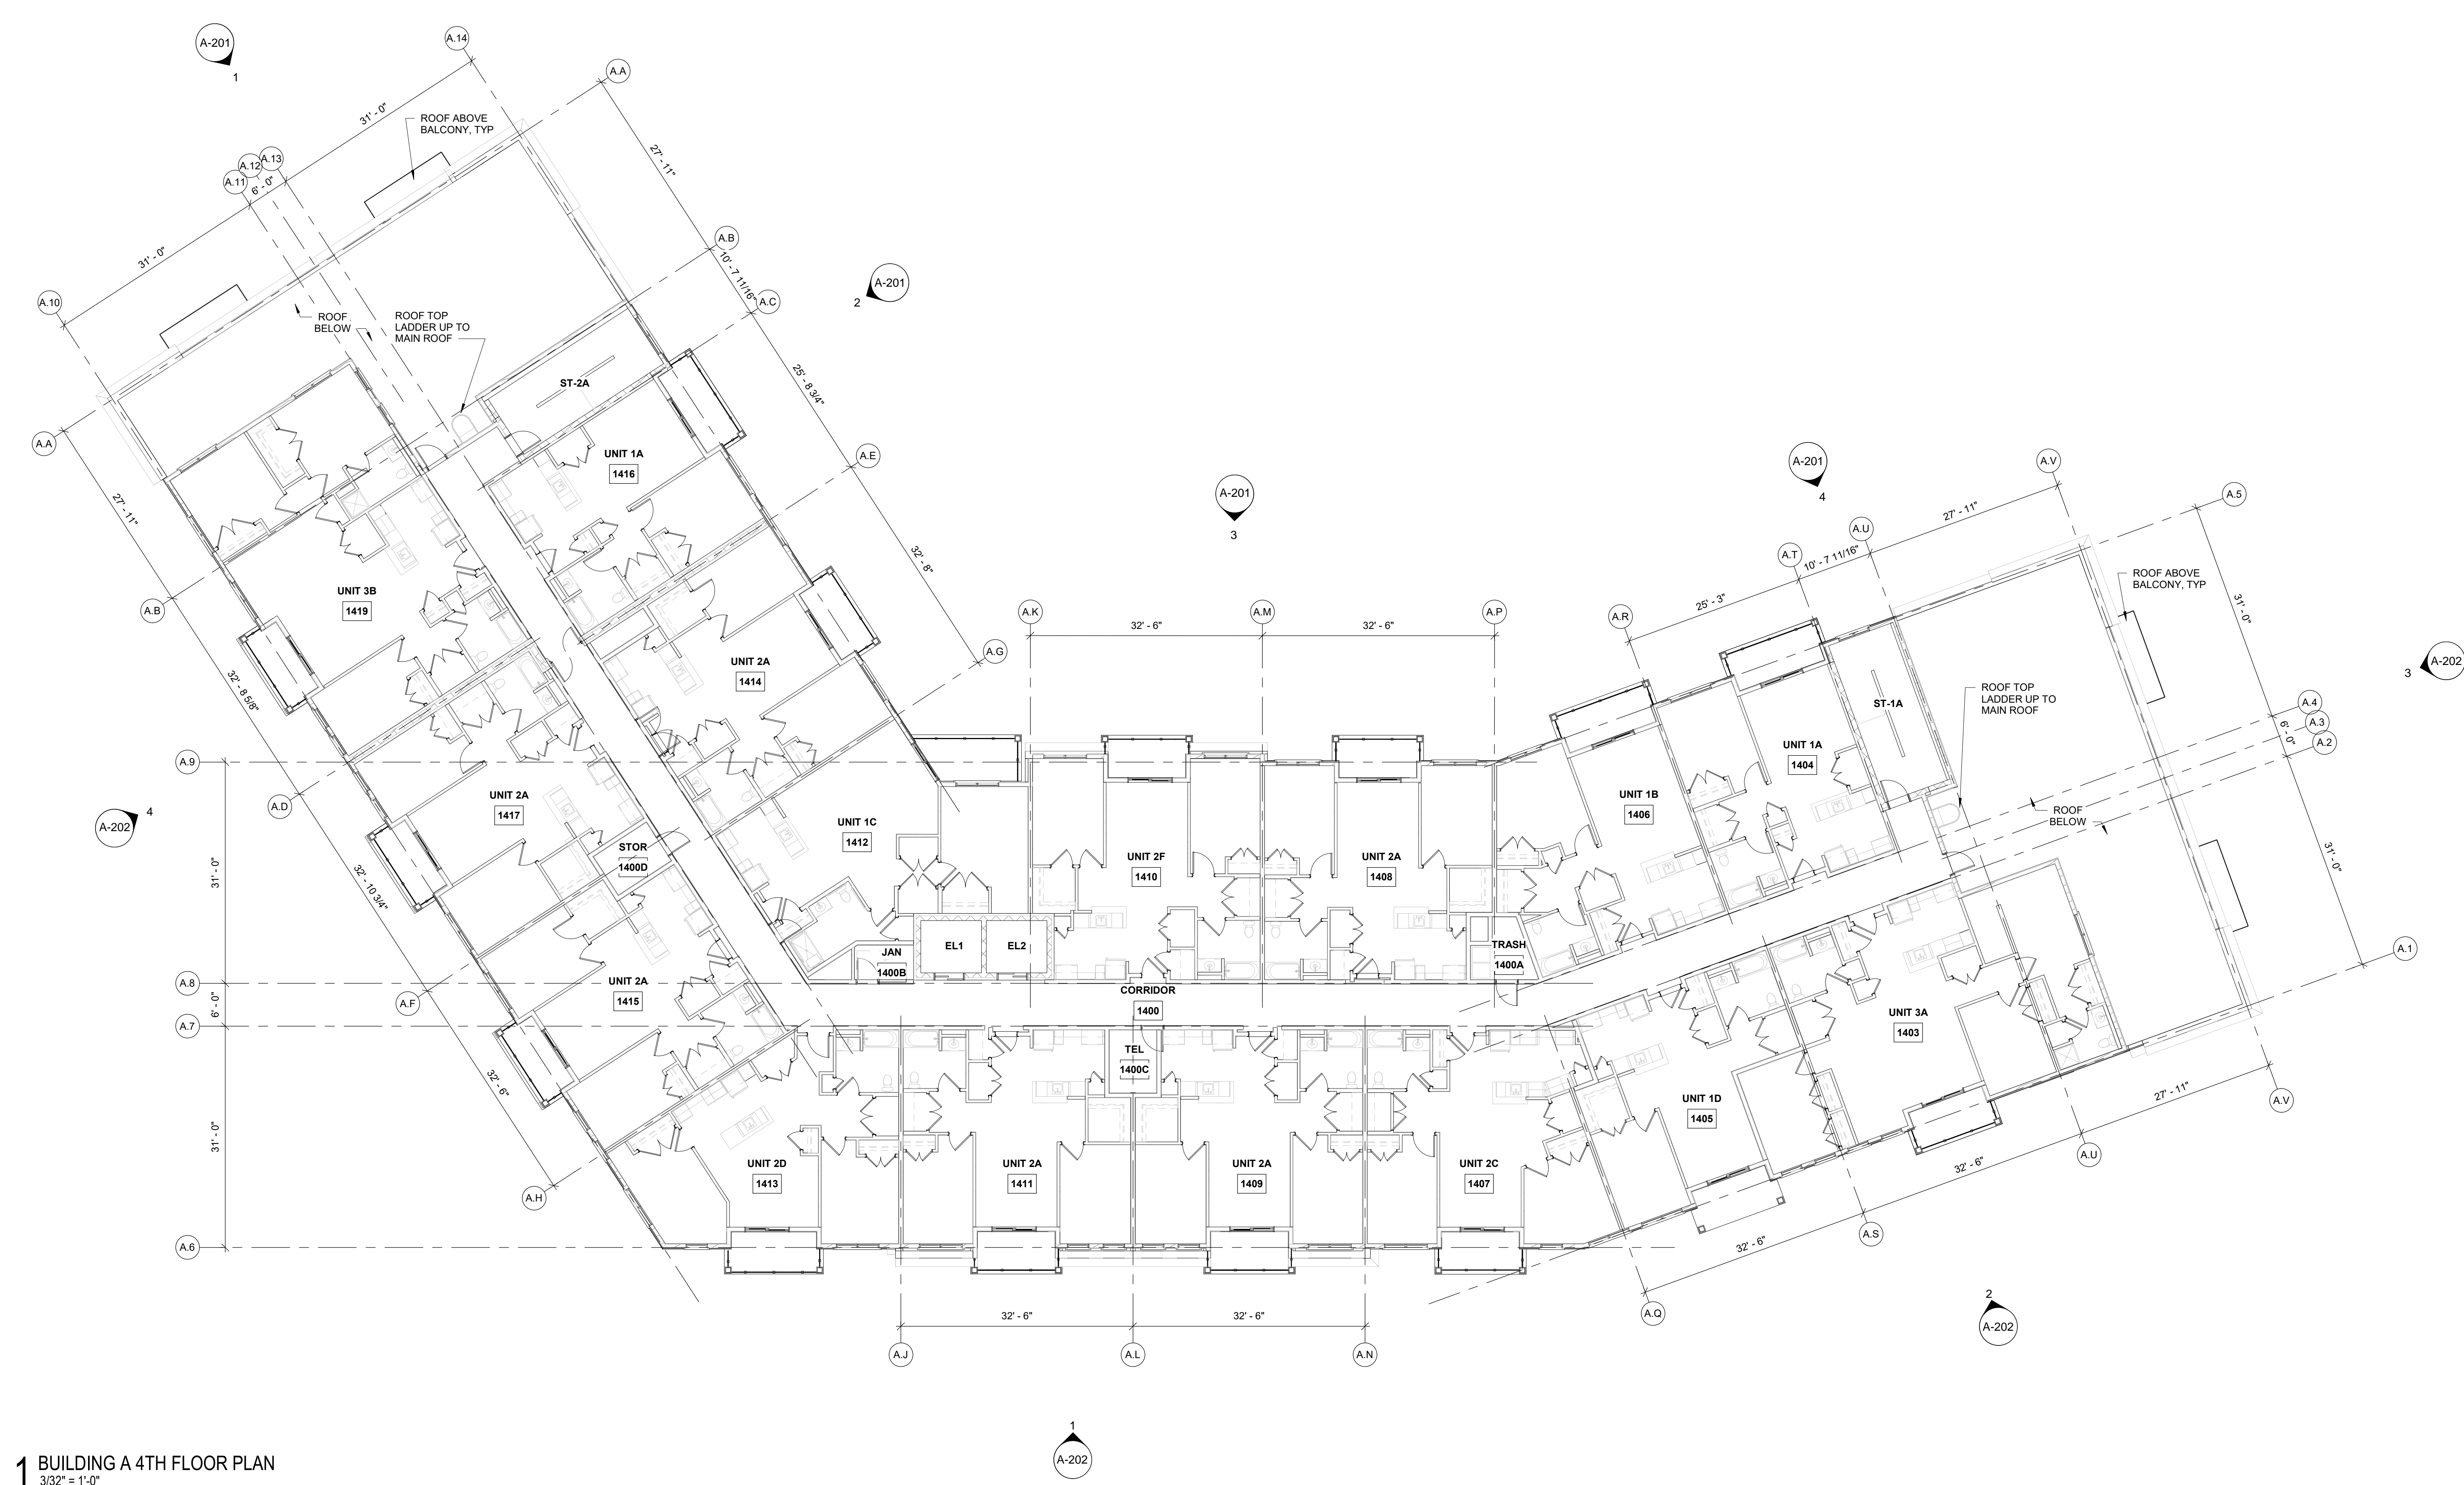 A-201
1
A.14
A.A
31' - 0"
ROOF ABOVE
BALCONY, TYP
27' - 11"
A.13
A.12
A.11
6' - 0"
31' - 0"
A.10
A.B
10' - 7 11/16"
A.C
A-201
2
ROOF
BELOW
ROOF TOP
LADDER UP TO
MAIN ROOF
ST-2A
25' - 8 3/4"
A.A
27' - 11"
UNIT 1A
1416
A.E
A.B
UNIT 3B
1419
32' - 8"
A.G
UNIT 2A
1414
32' - 8 5/8"
A.D
A.9
A-202
4
UNIT 2A
1417
UNIT 1C
1412
STOR
1400D
31' - 0"
32' - 10 3/4"
A.8
A.F
6' - 0"
A.7
UNIT 2A
1415
JAN
1400B
EL1
EL2
31' - 0"
32' - 6"
A.H
A.6
A-201
3
A.K
A.M
A.P
32' - 6"
32' - 6"
UNIT 2F
1410
UNIT 2A
1408
TRASH
1400A
CORRIDOR
1400
TEL
1400C
UNIT 2D
1413
UNIT 2A
1411
UNIT 2A
1409
UNIT 2C
1407
32' - 6"
32' - 6"
A.J
A.L
A.N
A-201
4
A.V
A.5
A.U
27' - 11"
A.T
10' - 7 11/16"
A.R
25' - 3"
ROOF ABOVE
BALCONY, TYP
31' - 0"
A-202
3
ROOF TOP
LADDER UP TO
MAIN ROOF
ST-1A
A.4
A.3
A.2
6' - 0"
UNIT 1A
1404
UNIT 1B
1406
ROOF
BELOW
31' - 0"
A.1
UNIT 3A
1403
UNIT 1D
1405
27' - 11"
A.V
A.U
32' - 6"
A.S
32' - 6"
A.Q
2
A-202
1
A-202
1 BUILDING A 4TH FLOOR PLAN
3/32" = 1'-0"